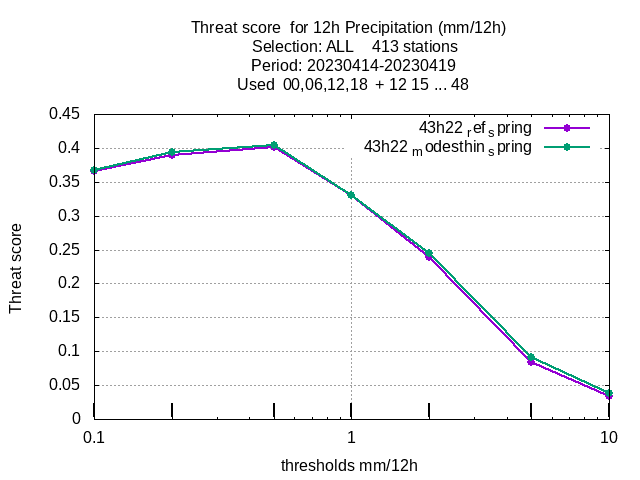 Threat score  for 12h Precipitation (mm/12h)
Selection: ALL    413 stations
Period: 20230414-20230419
Used  00,06,12,18  + 12 15 ... 48
43h22 ref spring
43h22 modesthin spring
0.45
0.4
0.35
0.3
0.25
0.2
0.15
0.1
0.05
0
Threat score
0.1 1 10
thresholds mm/12h